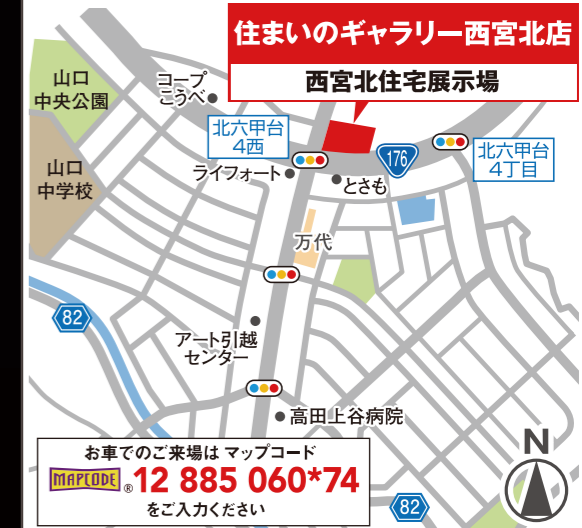 住まいのギャラリー西宮北店
西宮北住宅展示場
山口
中央公園
コープ
こうべ
北六甲台
4西
176
北六甲台
4丁目
山口
中学校
ライフォート
とさも
万代
82
アート引越
センター
高田上谷病院
お車でのご来場は マップコード
MAPCODE ® 12 885 060*74
をご入力ください
82
N